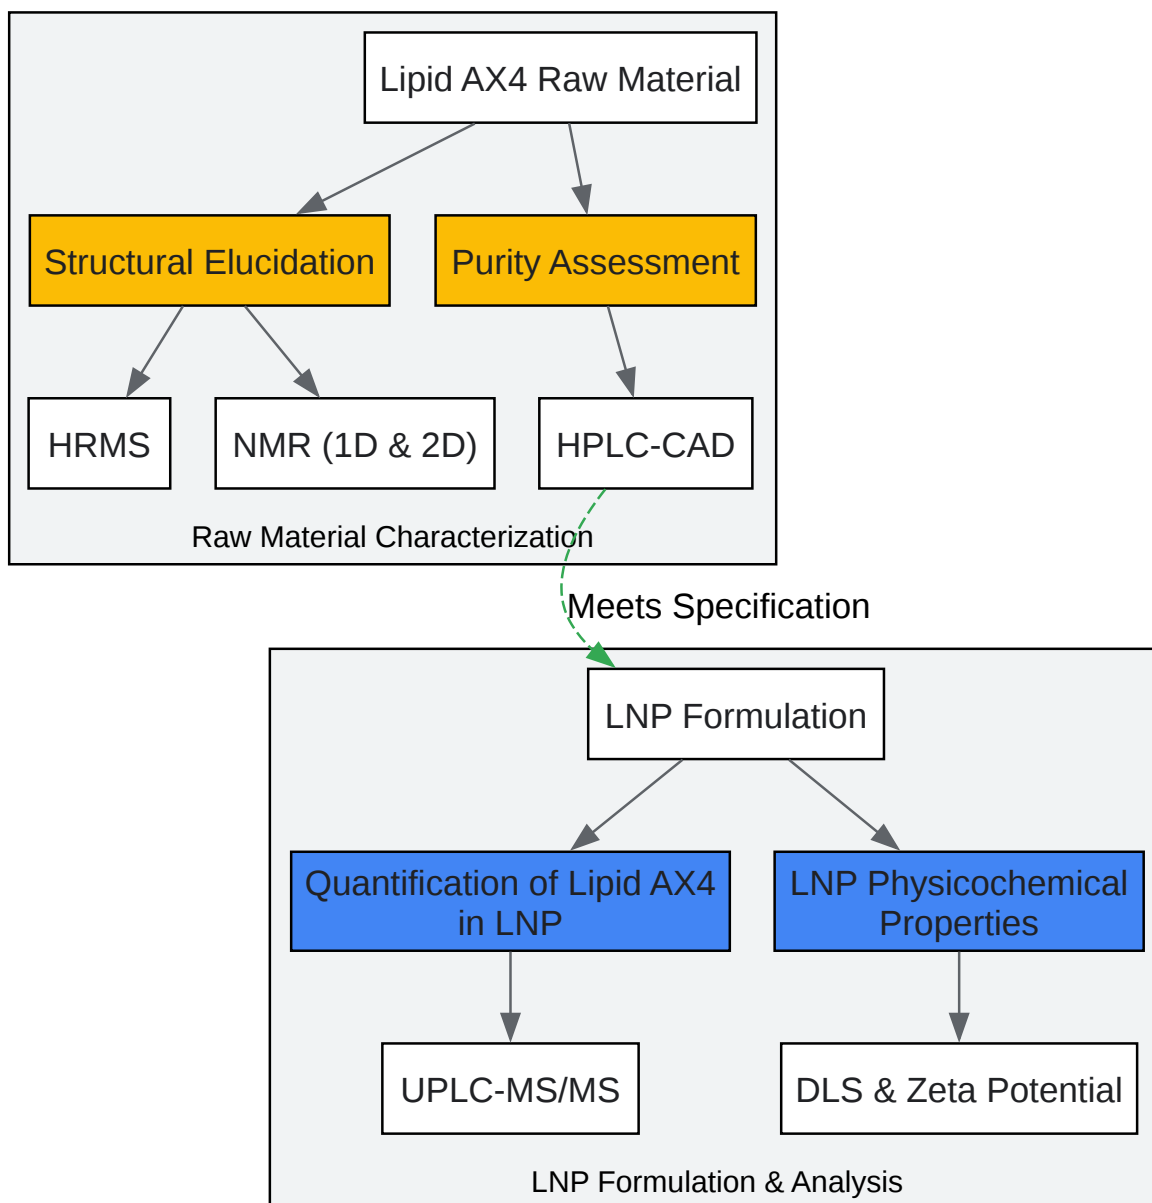 Lipid AX4 Raw Material
Structural Elucidation
Purity Assessment
HRMS
NMR (1D & 2D)
HPLC-CAD
Raw Material Characterization
Meets Specification
LNP Formulation
Quantification of Lipid AX4
in LNP
LNP Physicochemical
Properties
UPLC-MS/MS
DLS & Zeta Potential
LNP Formulation & Analysis